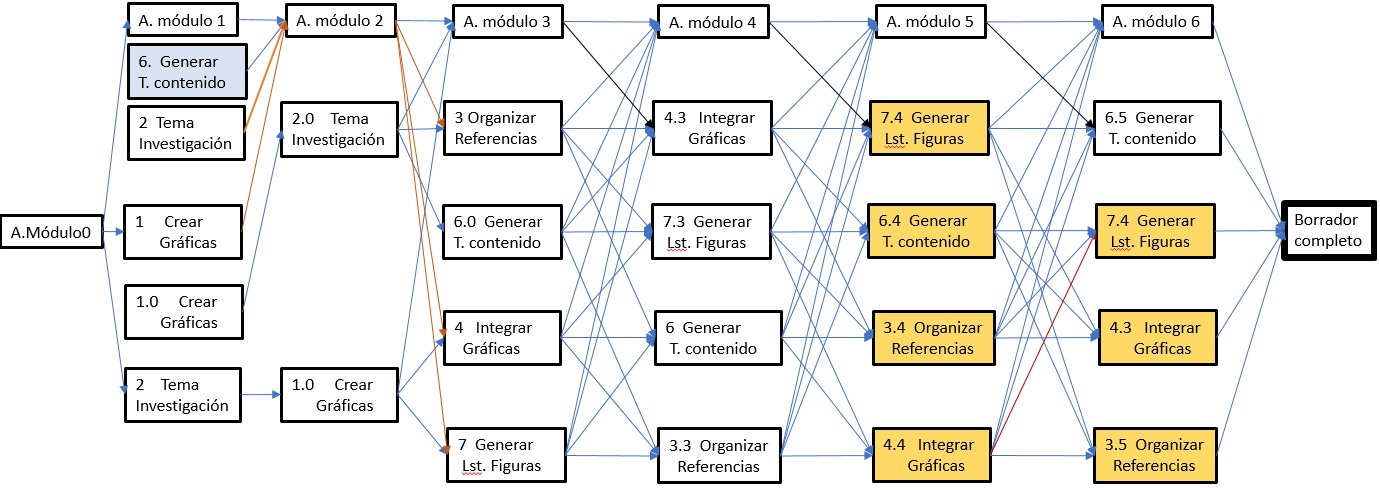 A.Módulo0
A. módulo 1
6. Generar
T. contenido
2 Tema
Investigación
1 Crear
Gráficas
1.0 Crear
Gráficas
2 Tema
Investigación
A. módulo 2
2.0 Tema
Investigación
1.0 Crear
Gráficas
A. módulo 3
3 Organizar
Referencias
6.0 Generar
T. contenido
4 Integrar
Gráficas
7 Generar
Lst. Figuras
A. módulo 4
4.3 Integrar
Gráficas
7.3 Generar
Lst. Figuras
6 Generar
T. contenido
3.3 Organizar
Referencias
A. módulo 5
7.4 Generar
Lst. Figuras
6.4 Generar
T. contenido
3.4 Organizar
Referencias
4.4 Integrar
Gráficas
A. módulo 6
6.5 Generar
T. contenido
7.4 Generar
Lst. Figuras
4.3 Integrar
Gráficas
3.5 Organizar
Referencias
Borrador
completo